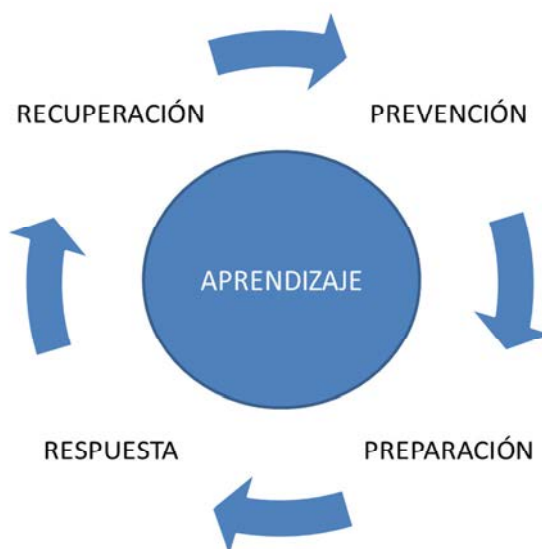 RECUPERACIÓN
PREVENCIÓN
APRENDIZAJE
RESPUESTA
PREPARACIÓN